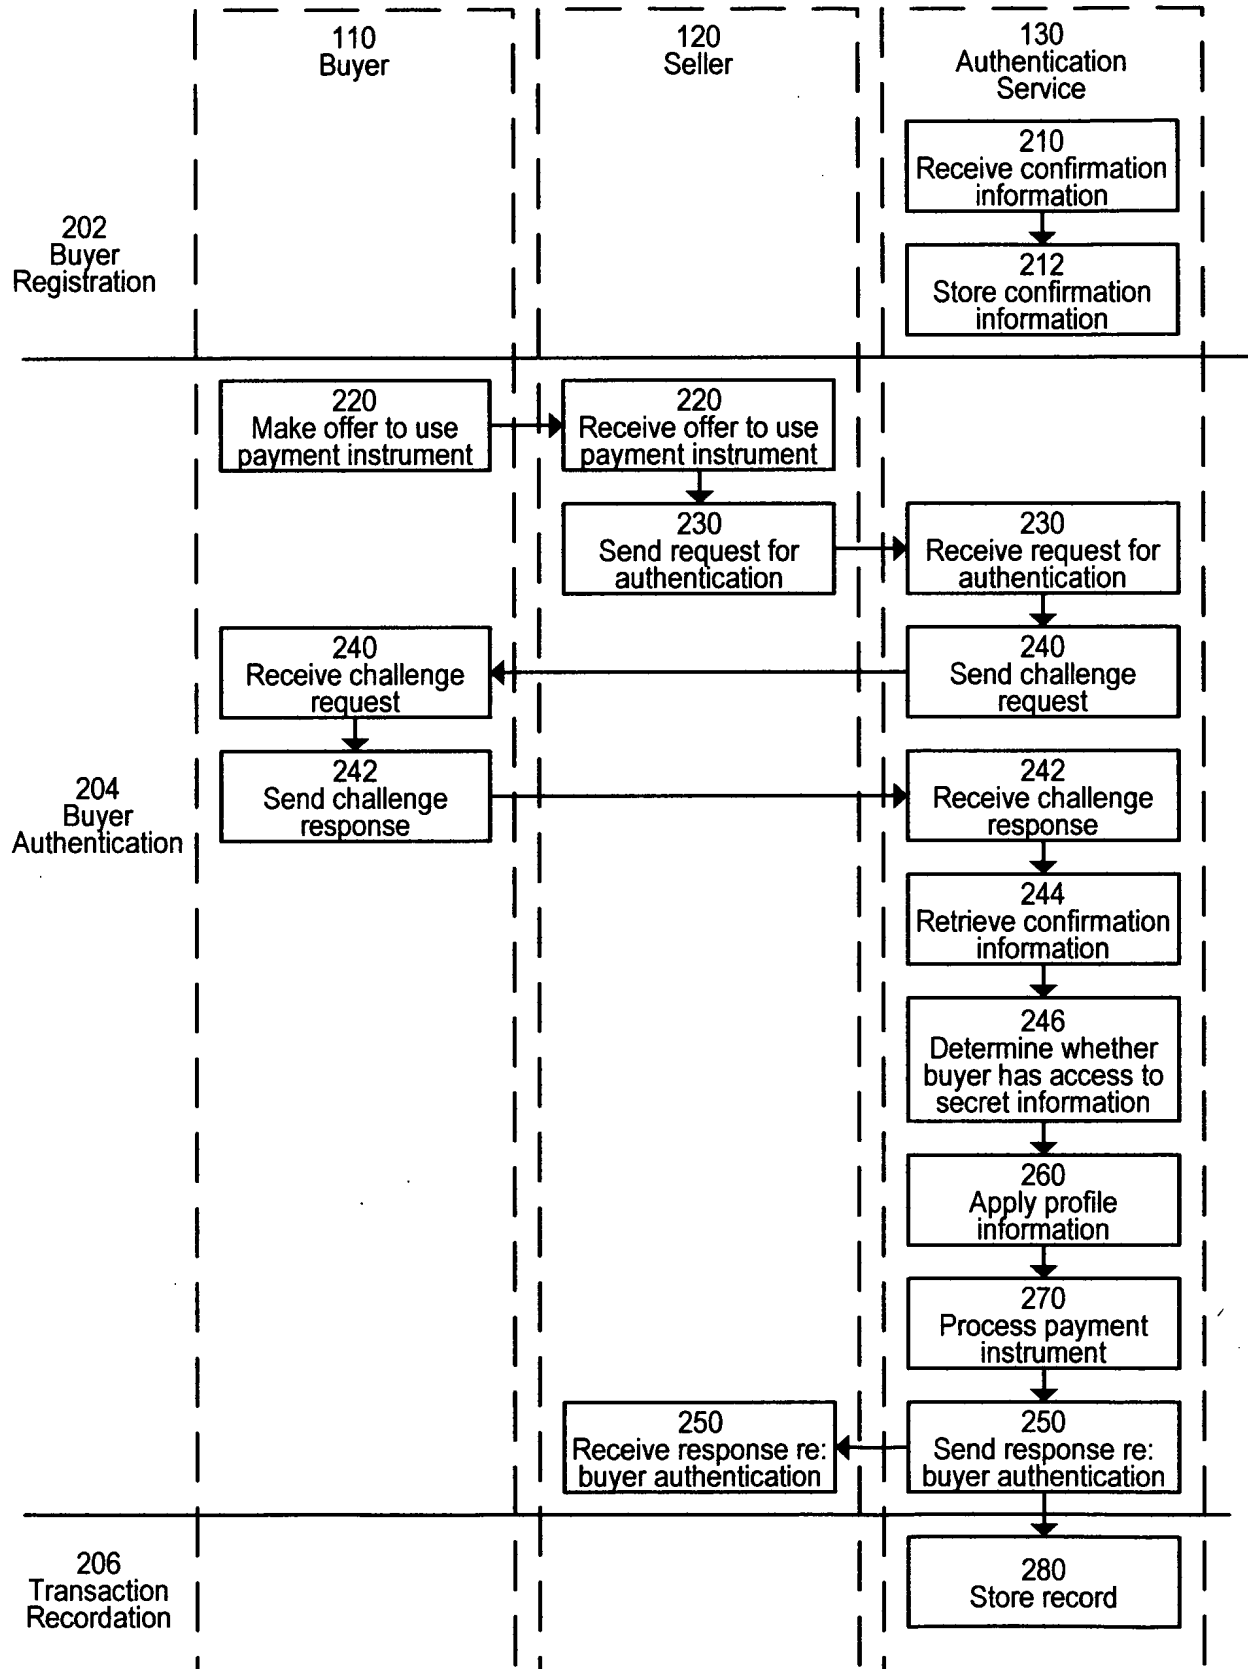 110
Buyer
120
Seller
130
Authentication
Service
210
Receive confirmation
information
202
Buyer
Registration
212
Store confirmation
information
220
Make offer to use
payment instrument
220
Receive offer to use
payment instrument
230
Send request for
authentication
230
Receive request for
authentication
240
Receive challenge
request
240
Send challenge
request
204
Buyer
Authentication
242
Send challenge
response
242
Receive challenge
response
244
Retrieve confirmation
information
246
Determine whether
buyer has access to
secret information
260
Apply profile
information
270
Process payment
instrument
250
Receive response re:
buyer authentication
250
Send response re:
buyer authentication
206
Transaction
Recordation
280
Store record